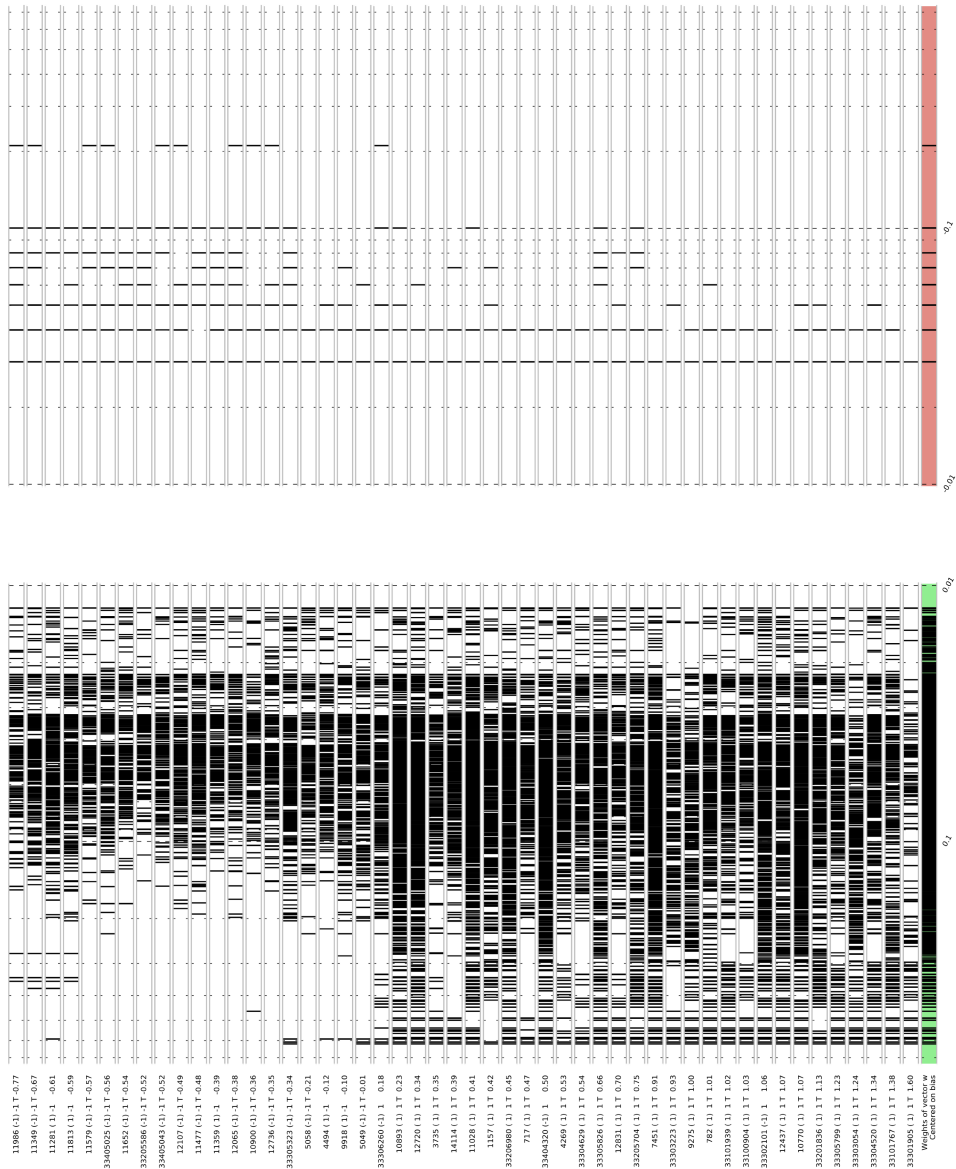 11986 (-1) -1 T -0.77
11349 (-1) -1 -0.67
11281 ( 1) -1 -0.61
11813 ( 1) -1 -0.59
11579 (-1) -1 T -0.57
33405025 (-1) -1 T -0.56
11652 (-1) -1 T -0.54
33205586 (-1) -1 T -0.52
33405043 (-1) -1 T -0.52
12107 (-1) -1 T -0.49
11477 (-1) -1 T -0.48
11359 ( 1) -1 -0.39
12065 (-1) -1 T -0.38
10900 (-1) -1 T -0.36
12736 (-1) -1 T -0.35
33305323 (-1) -1 T -0.34
5058 (-1) -1 T -0.21
4494 ( 1) -1 -0.12
9918 ( 1) -1 -0.10
5049 (-1) -1 T -0.01
33306260 (-1) 1 0.18
10893 ( 1) 1 T 0.23
12720 ( 1) 1 T 0.34
3735 ( 1) 1 T 0.35
14114 ( 1) 1 T 0.39
11028 ( 1) 1 T 0.41
1157 ( 1) 1 T 0.42
33206980 ( 1) 1 T 0.45
717 ( 1) 1 T 0.47
33404320 (-1) 1 0.50
4269 ( 1) 1 T 0.53
33304629 ( 1) 1 T 0.54
33305826 ( 1) 1 T 0.66
12831 ( 1) 1 T 0.70
33205704 ( 1) 1 T 0.75
7451 ( 1) 1 T 0.91
33303223 ( 1) 1 T 0.93
9275 ( 1) 1 T 1.00
782 ( 1) 1 T 1.01
33101939 ( 1) 1 T 1.02
33100904 ( 1) 1 T 1.03
33302101 (-1) 1 1.06
12437 ( 1) 1 T 1.07
10770 ( 1) 1 T 1.07
33201836 ( 1) 1 T 1.13
33305799 ( 1) 1 T 1.23
33303054 ( 1) 1 T 1.24
33304520 ( 1) 1 T 1.34
33101767 ( 1) 1 T 1.38
33303905 ( 1) 1 T 1.60
Weights of vector w
Centered on bias
0.1
0.01
-0.01
-0.1